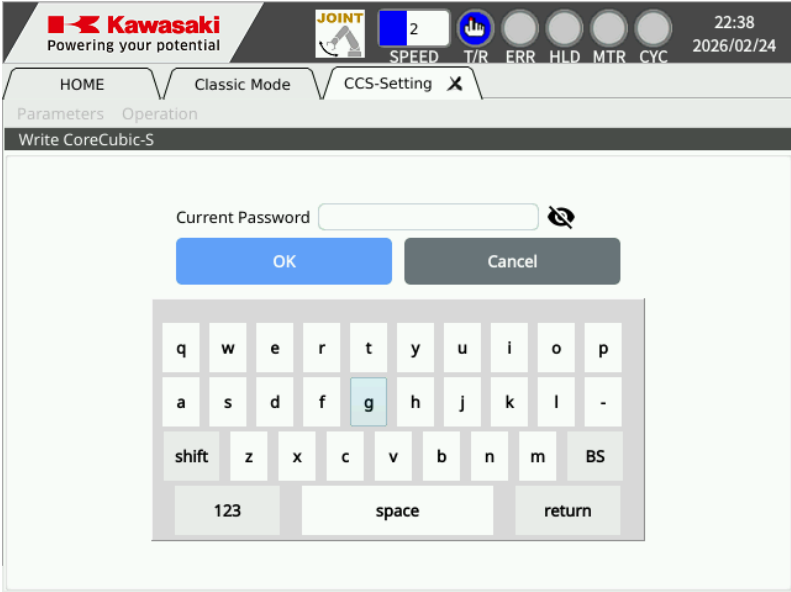 Kawasaki
Powering your potential
JOINT
2
SPEED
T/R
ERR
HLD
MTR
CYC
22:38
2026/02/24
HOME
Classic Mode
CCS-Setting
Parameters Operation
Write CoreCubic-S
Current Password
OK
Cancel
q w e r t y u i o p
a s d f g h j k l -
shift z x c v b n m BS
123 space return